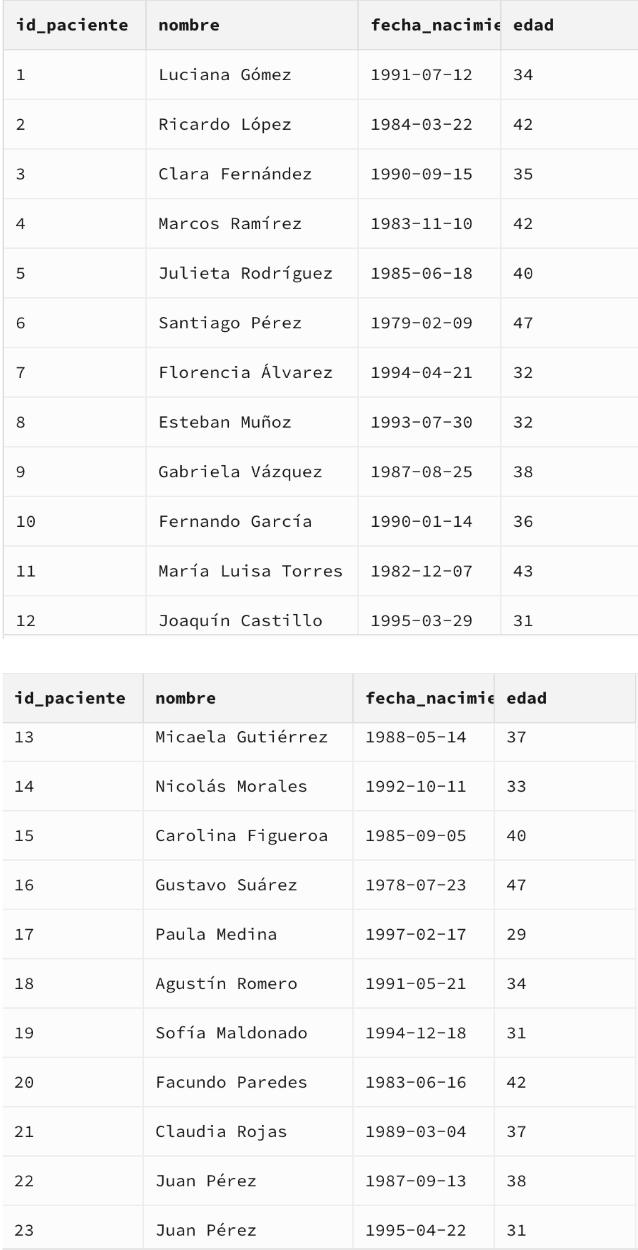 id_paciente nombre fecha_nacimie edad
1 Luciana Gómez 1991-07-12 34
2 Ricardo López 1984-03-22 42
3 Clara Fernández 1990-09-15 35
4 Marcos Ramírez 1983-11-10 42
5 Julieta Rodríguez 1985-06-18 40
6 Santiago Pérez 1979-02-09 47
7 Florencia Álvarez 1994-04-21 32
8 Esteban Muñoz 1993-07-30 32
9 Gabriela Vázquez 1987-08-25 38
10 Fernando García 1990-01-14 36
11 María Luisa Torres 1982-12-07 43
12 Joaquín Castillo 1995-03-29 31
id_paciente nombre fecha_nacimie edad
13 Micaela Gutiérrez 1988-05-14 37
14 Nicolás Morales 1992-10-11 33
15 Carolina Figueroa 1985-09-05 40
16 Gustavo Suárez 1978-07-23 47
17 Paula Medina 1997-02-17 29
18 Agustín Romero 1991-05-21 34
19 Sofía Maldonado 1994-12-18 31
20 Facundo Paredes 1983-06-16 42
21 Claudia Rojas 1989-03-04 37
22 Juan Pérez 1987-09-13 38
23 Juan Pérez 1995-04-22 31